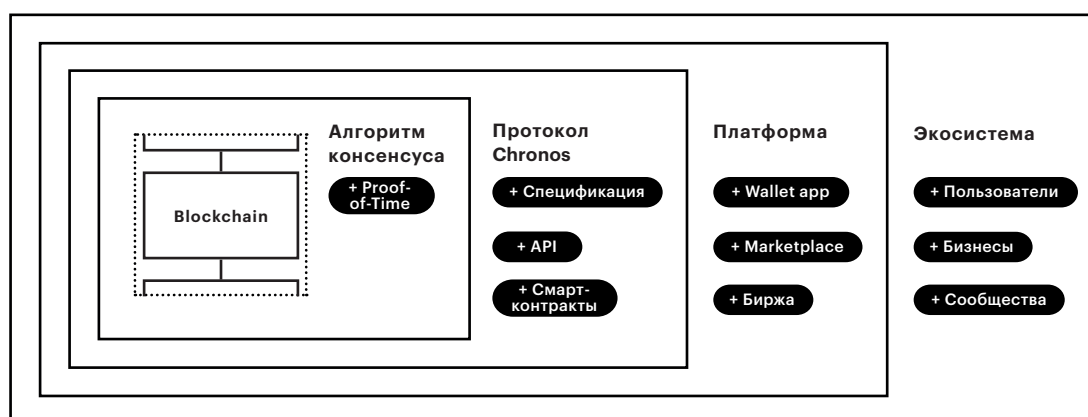 Blockchain
Алгоритм
консенсуса
+ Proof-
of-Time
Протокол
Chronos
+ Спецификация
+ API
+ Смарт-
контракты
Платформа
+ Wallet app
+ Marketplace
+ Биржа
Экосистема
+ Пользователи
+ Бизнесы
+ Сообщества